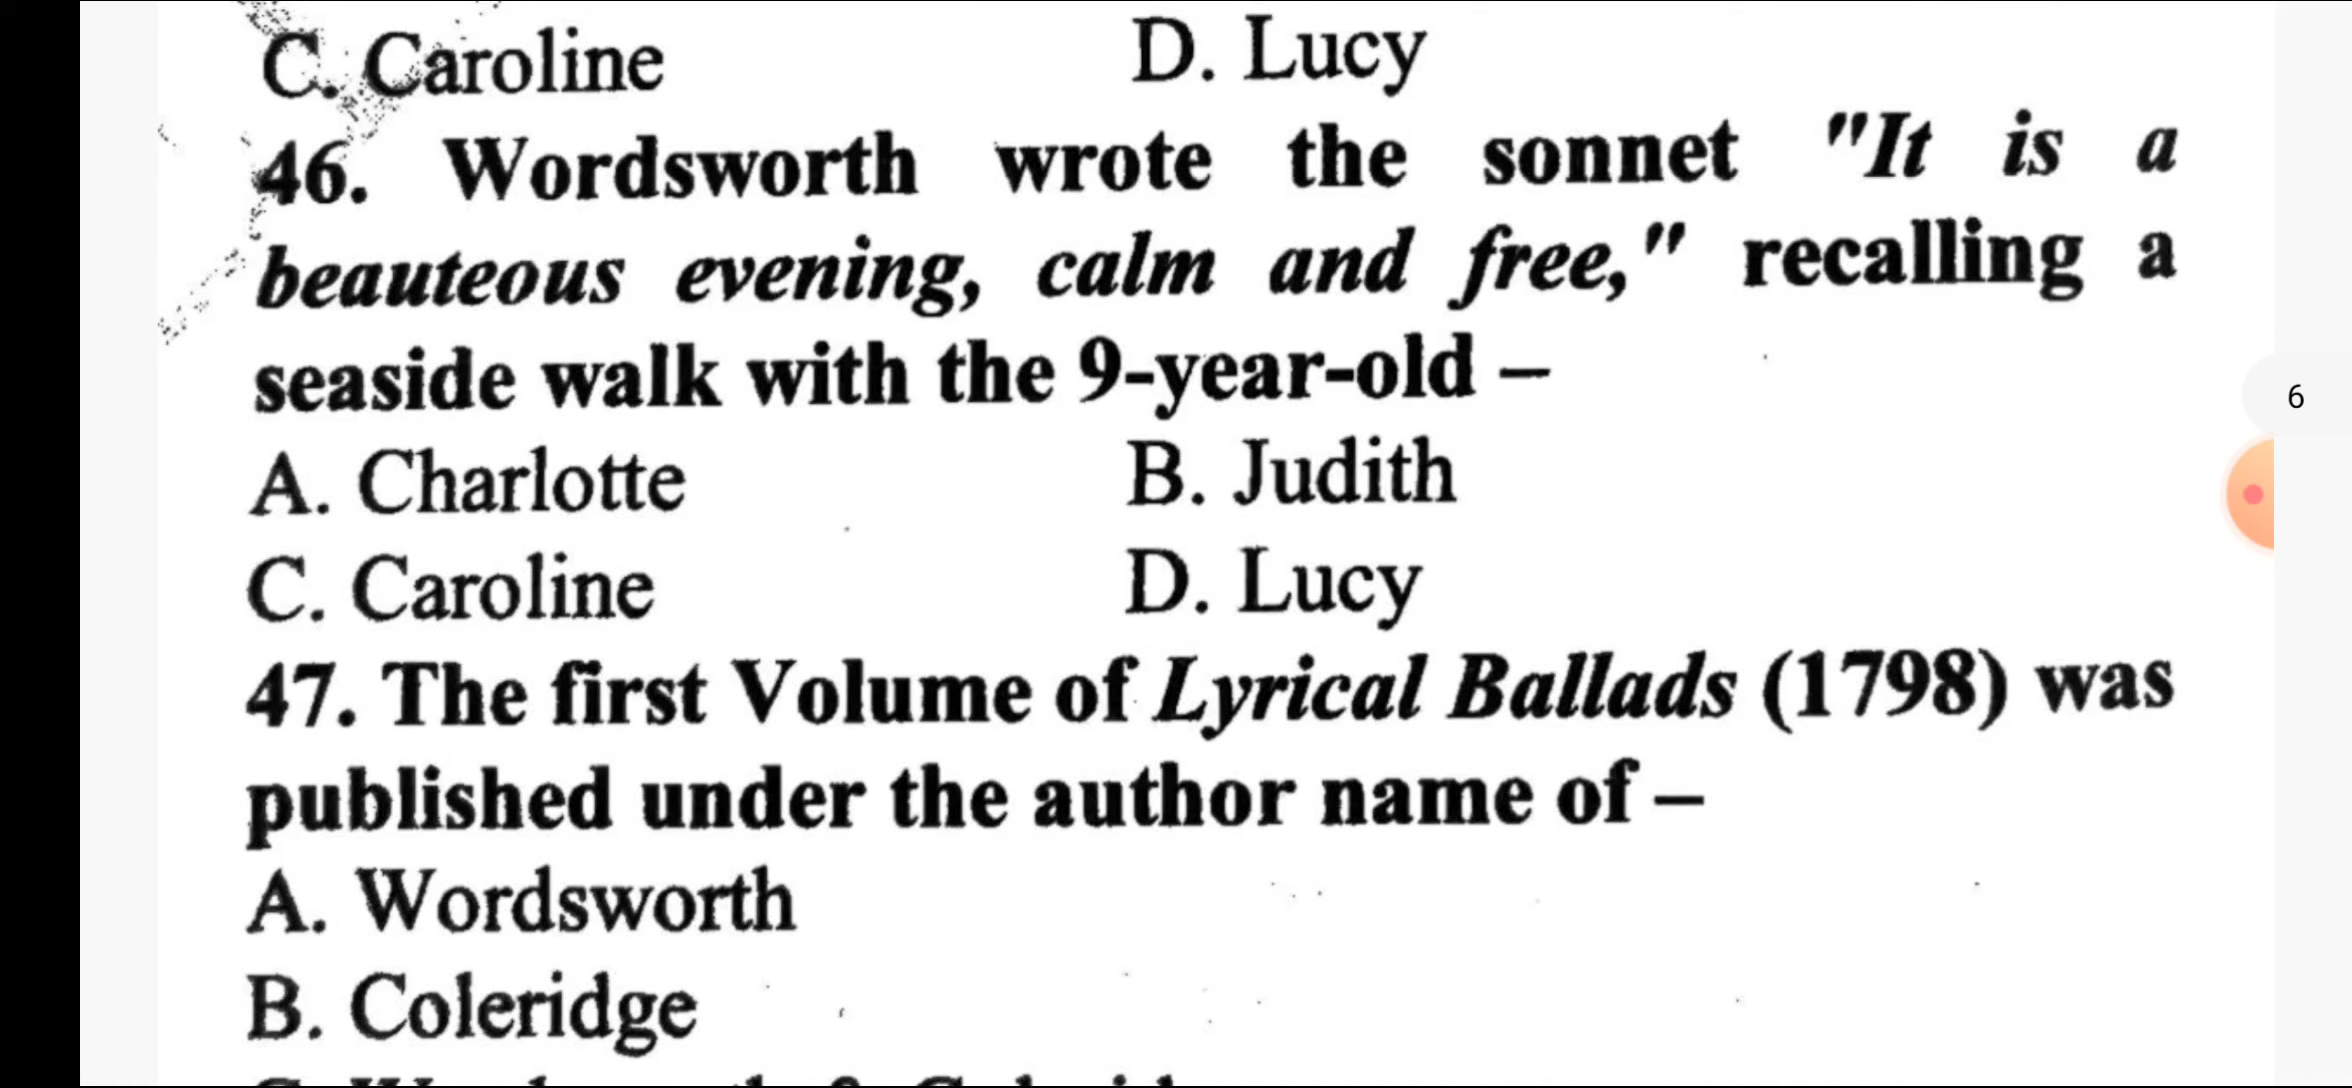 C. Caroline D. Lucy
46. Wordsworth wrote the sonnet "It is a
beauteous evening, calm and free," recalling a
seaside walk with the 9-year-old –
A. Charlotte B. Judith
C. Caroline D. Lucy
47. The first Volume of Lyrical Ballads (1798) was
published under the author name of –
A. Wordsworth
B. Coleridge
6